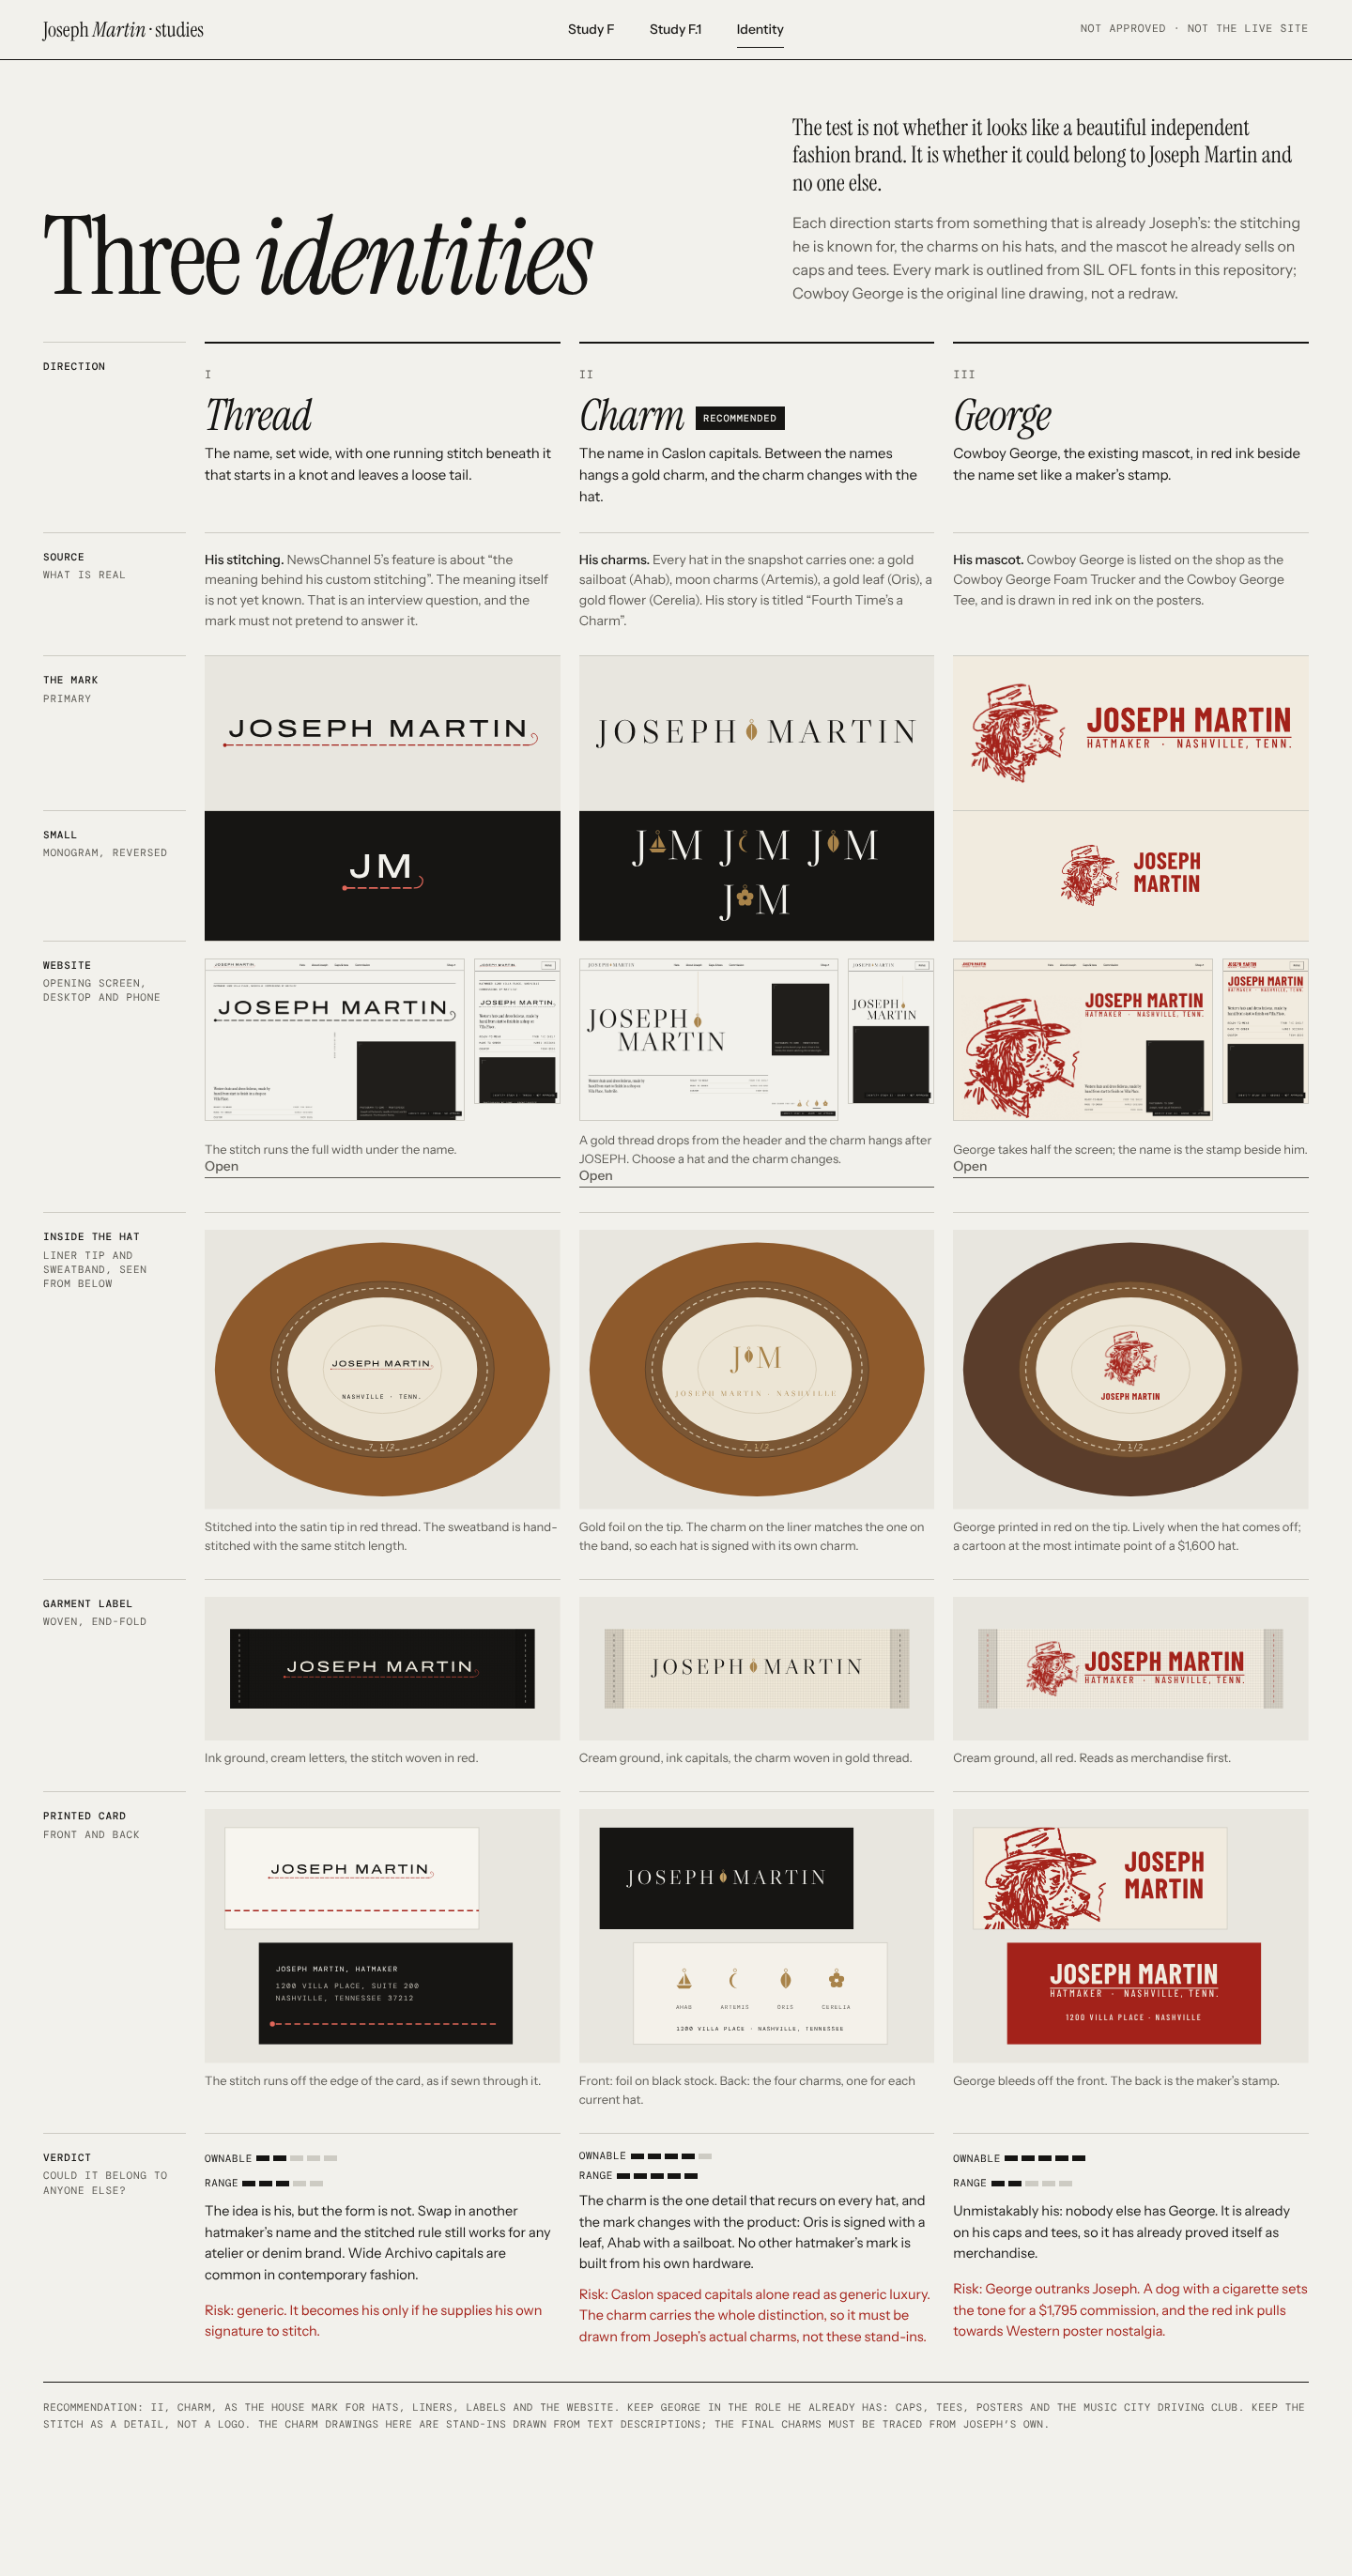 Joseph Martin · studies
Study F
Study F.1
Identity
NOT APPROVED · NOT THE LIVE SITE
Three identities
The test is not whether it looks like a beautiful independent
fashion brand. It is whether it could belong to Joseph Martin and
no one else.
Each direction starts from something that is already Joseph’s: the stitching
he is known for, the charms on his hats, and the mascot he already sells on
caps and tees. Every mark is outlined from SIL OFL fonts in this repository;
Cowboy George is the original line drawing, not a redraw.
DIRECTION
I
Thread
The name, set wide, with one running stitch beneath it
that starts in a knot and leaves a loose tail.
II
Charm RECOMMENDED
The name in Caslon capitals. Between the names
hangs a gold charm, and the charm changes with the
hat.
III
George
Cowboy George, the existing mascot, in red ink beside
the name set like a maker’s stamp.
SOURCE
WHAT IS REAL
His stitching. NewsChannel 5’s feature is about “the
meaning behind his custom stitching”. The meaning itself
is not yet known. That is an interview question, and the
mark must not pretend to answer it.
His charms. Every hat in the snapshot carries one: a gold
sailboat (Ahab), moon charms (Artemis), a gold leaf (Oris), a
gold flower (Cerelia). His story is titled “Fourth Time’s a
Charm”.
His mascot. Cowboy George is listed on the shop as the
Cowboy George Foam Trucker and the Cowboy George
Tee, and is drawn in red ink on the posters.
THE MARK
PRIMARY
JOSEPH MARTIN
JOSEPH MARTIN
JOSEPH MARTIN
HATMAKER · NASHVILLE, TENN.
SMALL
MONOGRAM, REVERSED
JM
JM JM JM
JM
JOSEPH
MARTIN
WEBSITE
OPENING SCREEN,
DESKTOP AND PHONE
JOSEPH MARTIN
JOSEPH MARTIN
JOSEPH MARTIN
JOSEPH MARTIN
JOSEPH
MARTIN
JOSEPH MARTIN
JOSEPH
MARTIN
JOSEPH MARTIN
HATMAKER · NASHVILLE, TENN.
JOSEPH MARTIN
HATMAKER · NASHVILLE, TENN.
The stitch runs the full width under the name.
Open
A gold thread drops from the header and the charm hangs after
JOSEPH. Choose a hat and the charm changes.
Open
George takes half the screen; the name is the stamp beside him.
Open
INSIDE THE HAT
LINER TIP AND
SWEATBAND, SEEN
FROM BELOW
JOSEPH MARTIN
NASHVILLE · TENN.
7 1/2
JM
JOSEPH MARTIN · NASHVILLE
7 1/2
JOSEPH MARTIN
7 1/2
Stitched into the satin tip in red thread. The sweatband is hand-
stitched with the same stitch length.
Gold foil on the tip. The charm on the liner matches the one on
the band, so each hat is signed with its own charm.
George printed in red on the tip. Lively when the hat comes off;
a cartoon at the most intimate point of a $1,600 hat.
GARMENT LABEL
WOVEN, END-FOLD
JOSEPH MARTIN
JOSEPH MARTIN
JOSEPH MARTIN
HATMAKER · NASHVILLE, TENN.
Ink ground, cream letters, the stitch woven in red.
Cream ground, ink capitals, the charm woven in gold thread.
Cream ground, all red. Reads as merchandise first.
PRINTED CARD
FRONT AND BACK
JOSEPH MARTIN
JOSEPH MARTIN, HATMAKER
1200 VILLA PLACE, SUITE 200
NASHVILLE, TENNESSEE 37212
JOSEPH MARTIN
AHAB
ARTEMIS
ORIS
CERELIA
1200 VILLA PLACE · NASHVILLE, TENNESSEE
JOSEPH
MARTIN
JOSEPH MARTIN
HATMAKER · NASHVILLE, TENN.
1200 VILLA PLACE · NASHVILLE
The stitch runs off the edge of the card, as if sewn through it.
Front: foil on black stock. Back: the four charms, one for each
current hat.
George bleeds off the front. The back is the maker’s stamp.
VERDICT
COULD IT BELONG TO
ANYONE ELSE?
OWNABLE
RANGE
The idea is his, but the form is not. Swap in another
hatmaker’s name and the stitched rule still works for any
atelier or denim brand. Wide Archivo capitals are
common in contemporary fashion.
Risk: generic. It becomes his only if he supplies his own
signature to stitch.
OWNABLE
RANGE
The charm is the one detail that recurs on every hat, and
the mark changes with the product: Oris is signed with a
leaf, Ahab with a sailboat. No other hatmaker’s mark is
built from his own hardware.
Risk: Caslon spaced capitals alone read as generic luxury.
The charm carries the whole distinction, so it must be
drawn from Joseph’s actual charms, not these stand-ins.
OWNABLE
RANGE
Unmistakably his: nobody else has George. It is already
on his caps and tees, so it has already proved itself as
merchandise.
Risk: George outranks Joseph. A dog with a cigarette sets
the tone for a $1,795 commission, and the red ink pulls
towards Western poster nostalgia.
RECOMMENDATION: II, CHARM, AS THE HOUSE MARK FOR HATS, LINERS, LABELS AND THE WEBSITE. KEEP GEORGE IN THE ROLE HE ALREADY HAS: CAPS, TEES, POSTERS AND THE MUSIC CITY DRIVING CLUB. KEEP THE
STITCH AS A DETAIL, NOT A LOGO. THE CHARM DRAWINGS HERE ARE STAND-INS DRAWN FROM TEXT DESCRIPTIONS; THE FINAL CHARMS MUST BE TRACED FROM JOSEPH’S OWN.